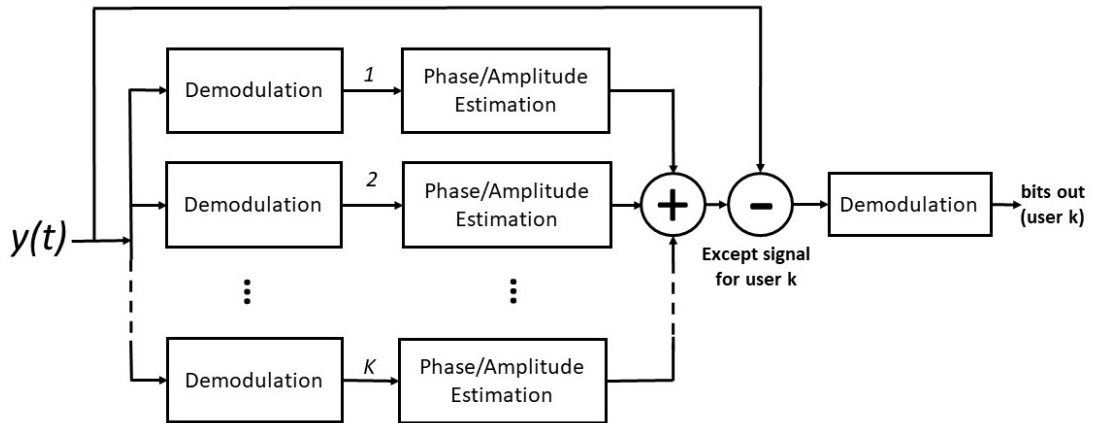 Demodulation
1
Phase/Amplitude
Estimation
Demodulation
2
Phase/Amplitude
Estimation
+
-
Demodulation
bits out
(user k)
y(t)
Except signal
for user k
Demodulation
K
Phase/Amplitude
Estimation